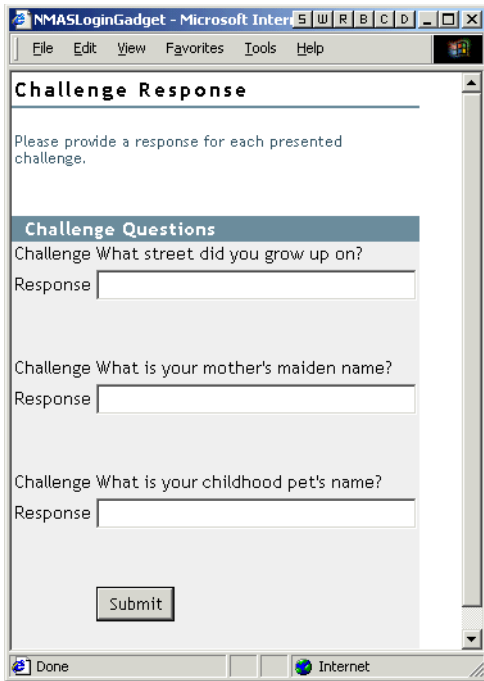 NMASLoginGadget - Microsoft Inter S W R B C D
File Edit View Favorites Tools Help
Challenge Response
Please provide a response for each presented
challenge.
Challenge Questions
Challenge What street did you grow up on?
Response
Challenge What is your mother's maiden name?
Response
Challenge What is your childhood pet's name?
Response
Submit
Done Internet